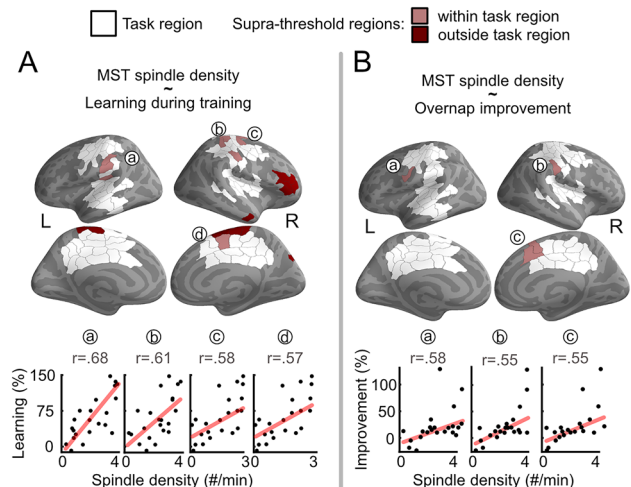 Task region
Supra-threshold regions:
within task region
outside task region
A
MST spindle density
~
Learning during training
b
c
a
L
R
d
a
b
c
d
r=.68
r=.61
r=.58
r=.57
Learning (%)
150
75
0
0
4
0
4
0
3
0
3
Spindle density (#/min)
B
MST spindle density
~
Overnap improvement
a
b
L
R
c
a
b
c
r=.58
r=.55
r=.55
Improvement (%)
100
50
0
0
4
0
4
0
4
Spindle density (#/min)